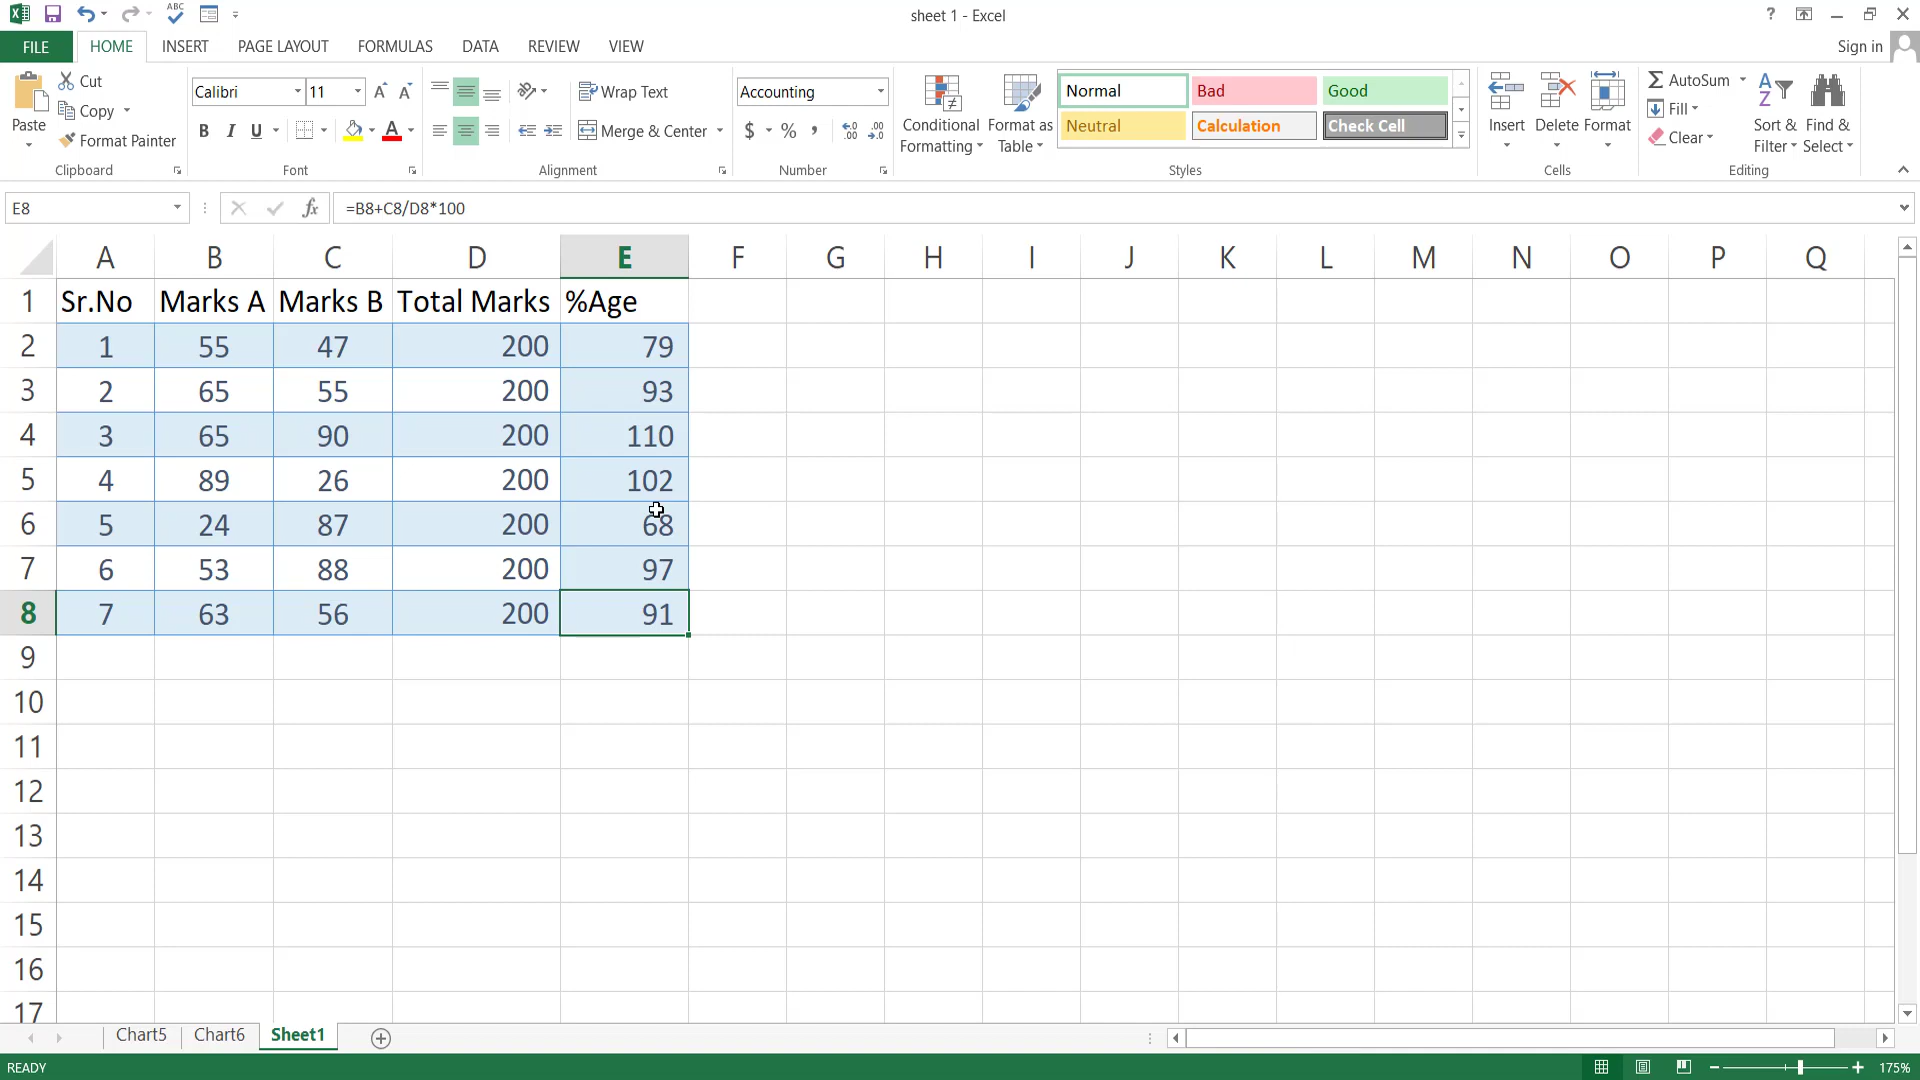 sheet 1 - Excel
FILE HOME INSERT PAGE LAYOUT FORMULAS DATA REVIEW VIEW Sign in
Paste
Cut
Copy
Format Painter
Clipboard
Calibri 11
B I U
Font
Wrap Text
Merge & Center
Alignment
Accounting
$ % ,
Number
Conditional Formatting
Format as Table
Normal Bad Good
Neutral Calculation Check Cell
Styles
Insert Delete Format
Cells
AutoSum
Fill
Clear
Sort & Filter
Find & Select
Editing
E8 fx =B8+C8/D8*100
A B C D E F G H I J K L M N O P Q
1 Sr.No Marks A Marks B Total Marks %Age
2 1 55 47 200 79
3 2 65 55 200 93
4 3 65 90 200 110
5 4 89 26 200 102
6 5 24 87 200 68
7 6 53 88 200 97
8 7 63 56 200 91
9
10
11
12
13
14
15
16
17
Chart5 Chart6 Sheet1
READY 175%